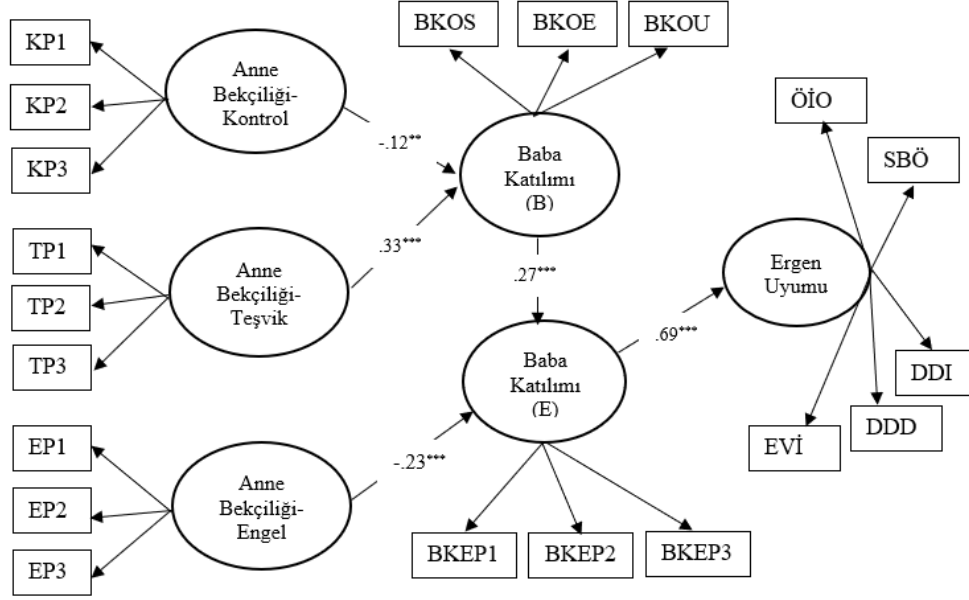 BKOS
BKOE
BKOU
KP1
KP2
KP3
Anne
Bekçiliği-
Kontrol
-.12**
Baba
Katılımı
(B)
ÖİO
SBÖ
TP1
TP2
TP3
Anne
Bekçiliği-
Teşvik
.33***
.27***
Ergen
Uyumu
Baba
Katılımı
(E)
.69***
DDI
DDD
EVİ
EP1
EP2
EP3
Anne
Bekçiliği-
Engel
-.23***
BKEP1
BKEP2
BKEP3